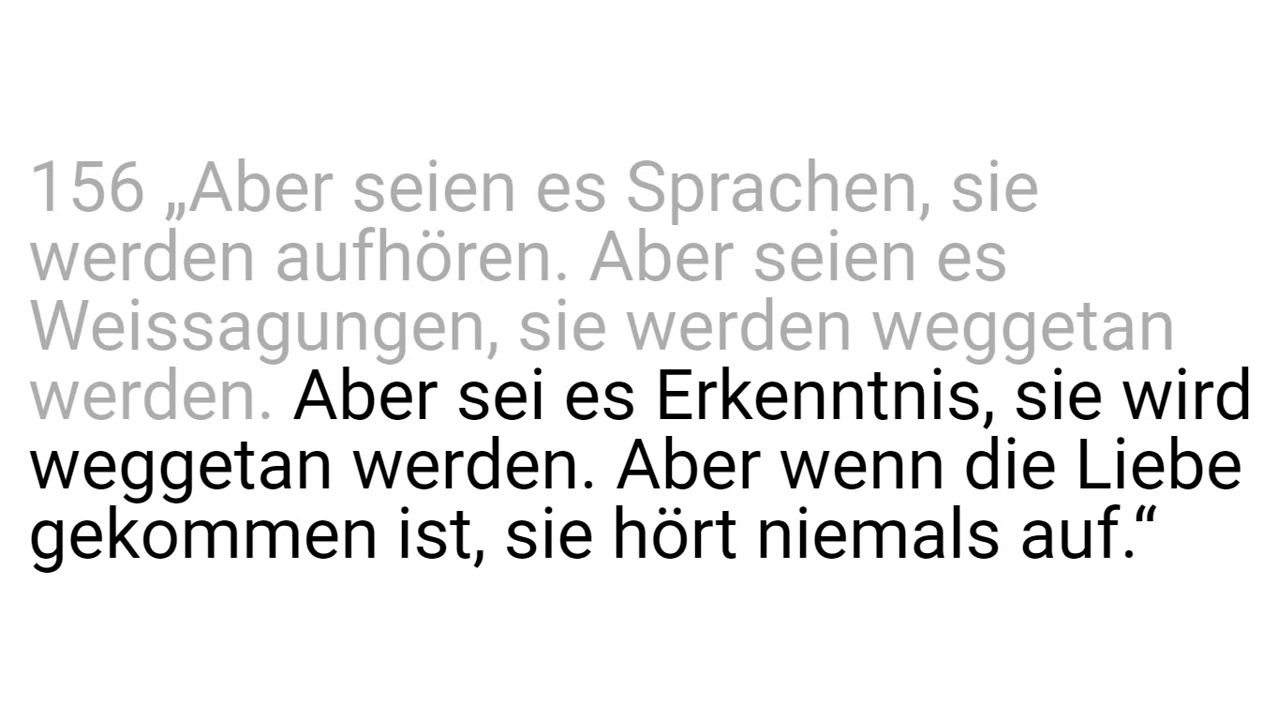 156 „Aber seien es Sprachen, sie
werden aufhören. Aber seien es
Weissagungen, sie werden weggetan
werden. Aber sei es Erkenntnis, sie wird
weggetan werden. Aber wenn die Liebe
gekommen ist, sie hört niemals auf.“